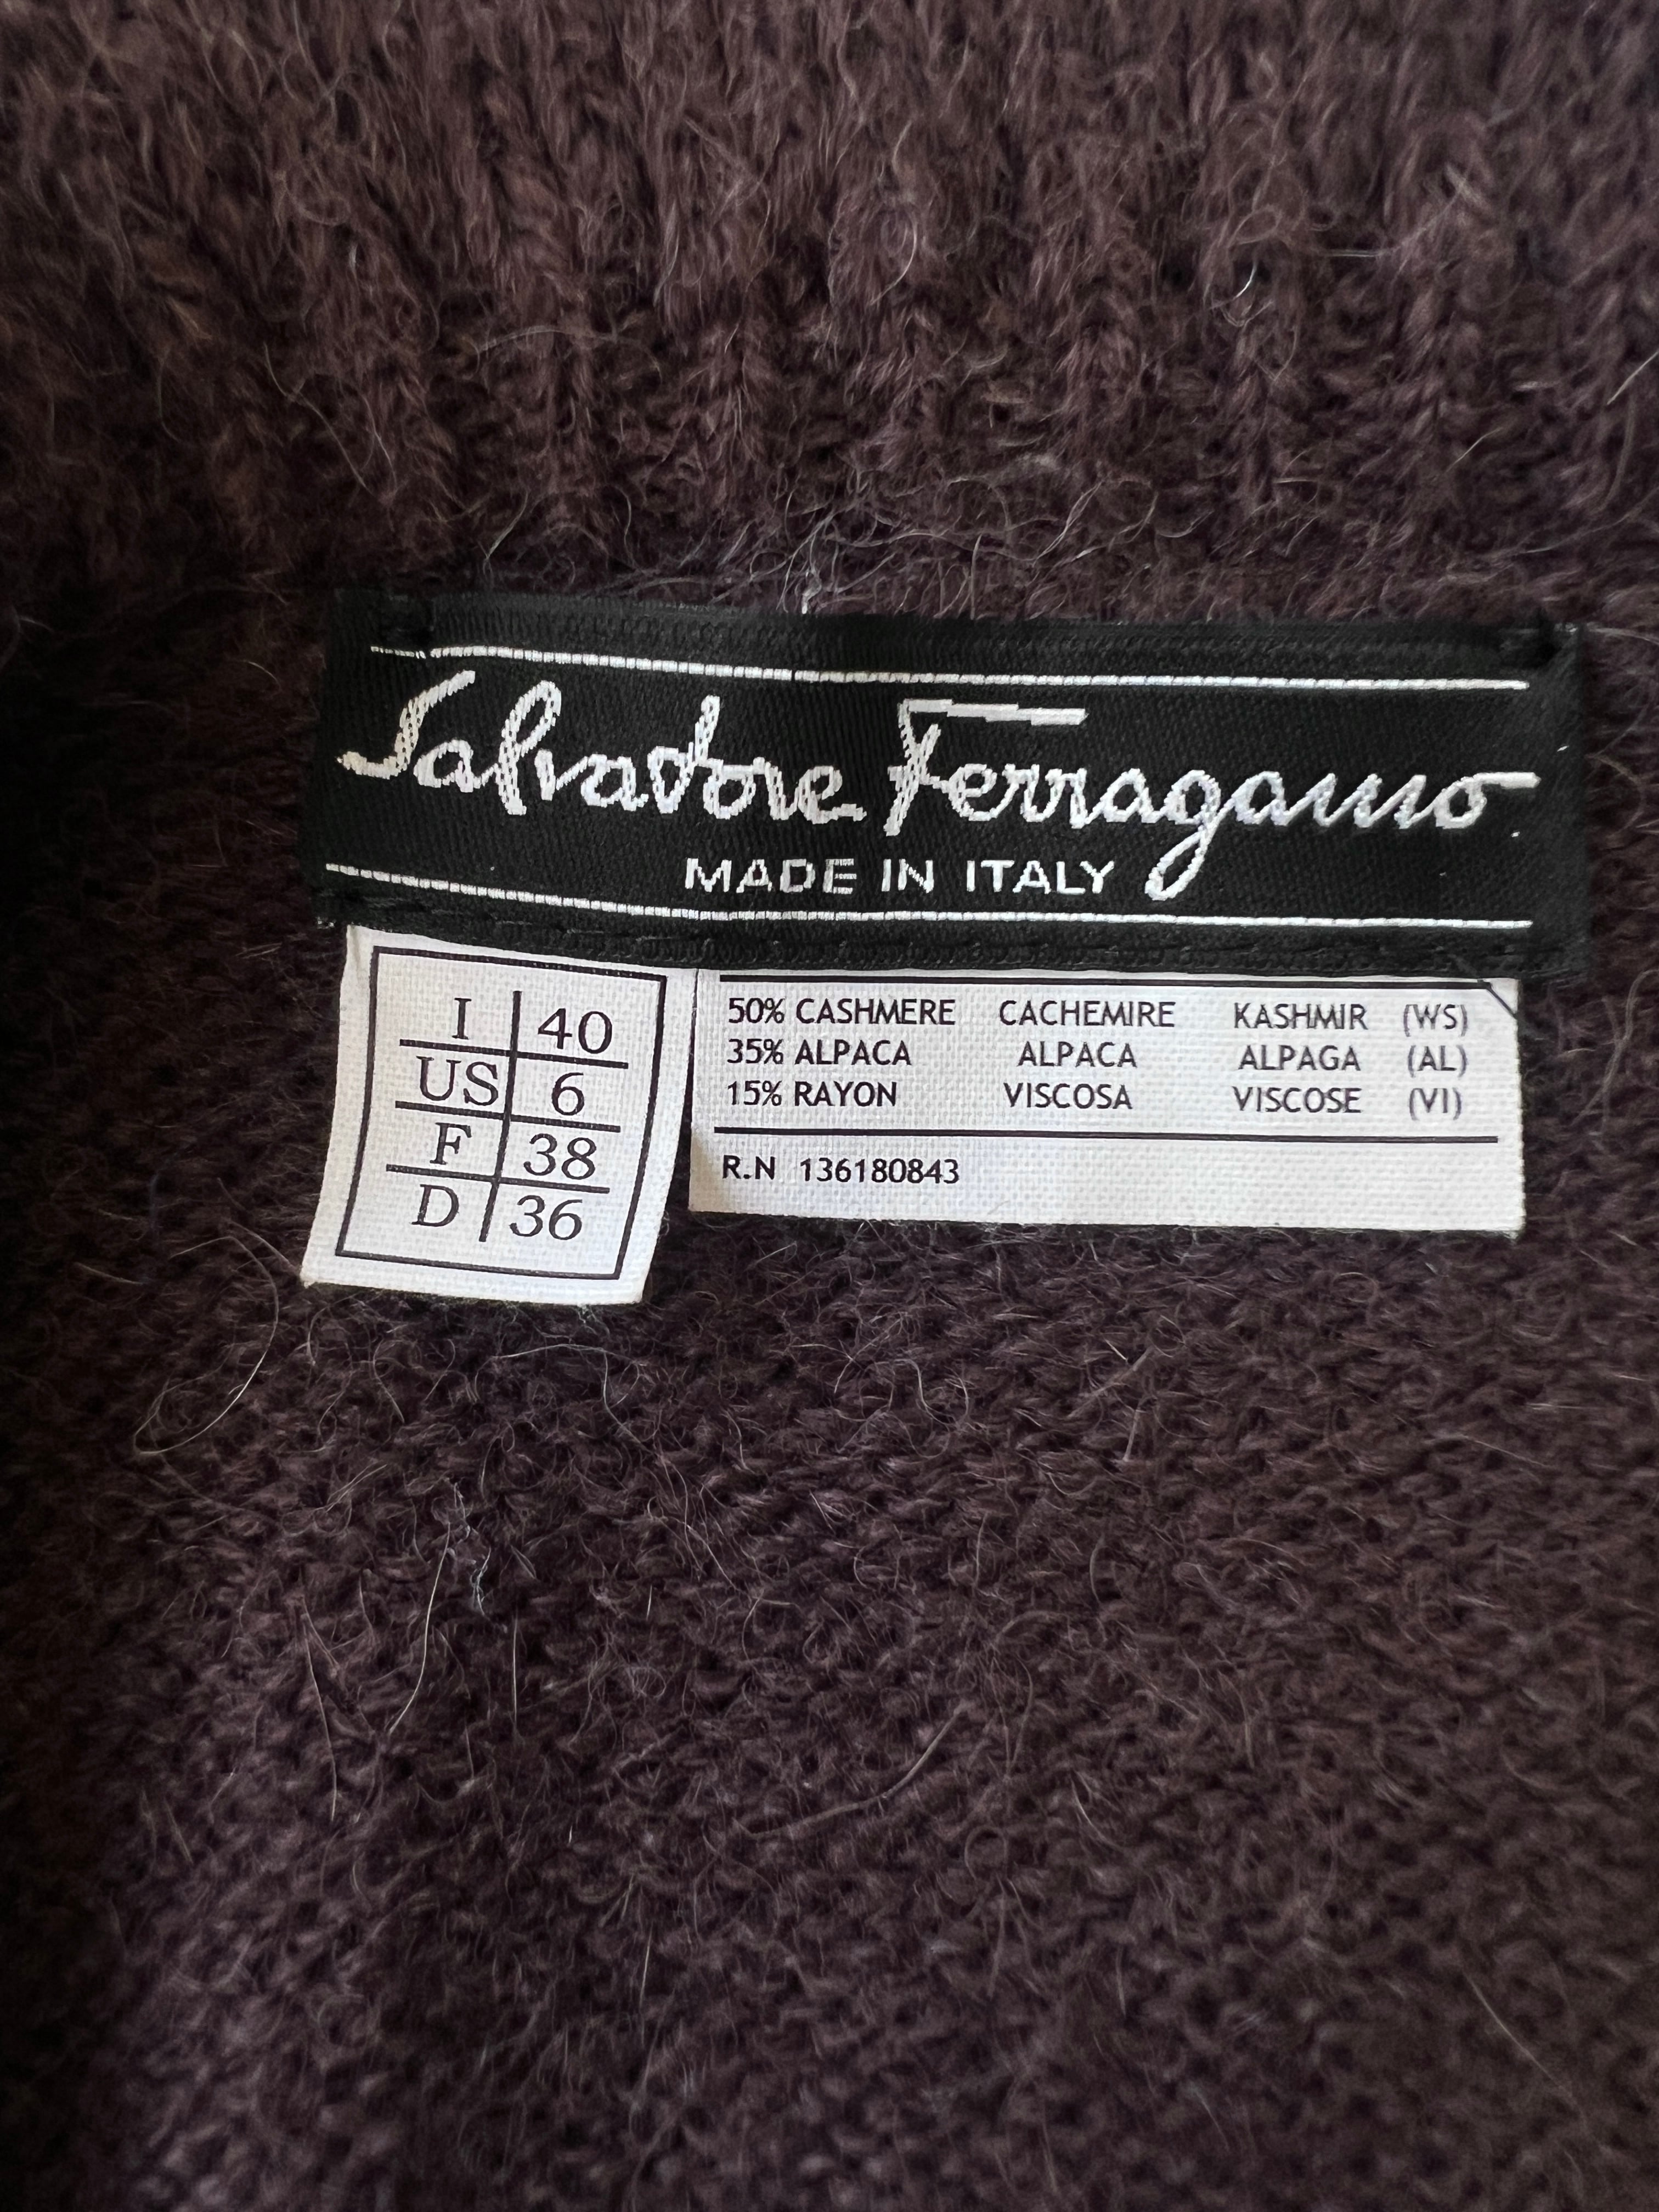 Salvatore Ferragamo
MADE IN ITALY
I 40
US 6
F 38
D 36
50% CASHMERE CACHEMIRE KASHMIR (WS)
35% ALPACA ALPACA ALPAGA (AL)
15% RAYON VISCOSA VISCOSE (VI)
R.N 136180843